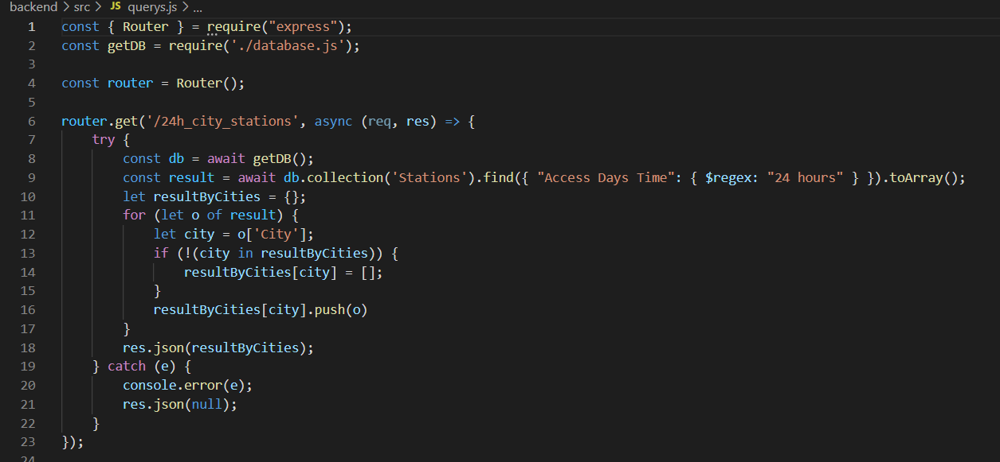 backend > src > JS querys.js > ...
1 const { Router } = require("express");
2 const getDB = require('./database.js');
3
4 const router = Router();
5
6 router.get('/24h_city_stations', async (req, res) => {
7 try {
8 const db = await getDB();
9 const result = await db.collection('Stations').find({ "Access Days Time": { $regex: "24 hours" } }).toArray();
10 let resultByCities = {};
11 for (let o of result) {
12 let city = o['City'];
13 if (!(city in resultByCities)) {
14 resultByCities[city] = [];
15 }
16 resultByCities[city].push(o)
17 }
18 res.json(resultByCities);
19 } catch (e) {
20 console.error(e);
21 res.json(null);
22 }
23 });
24